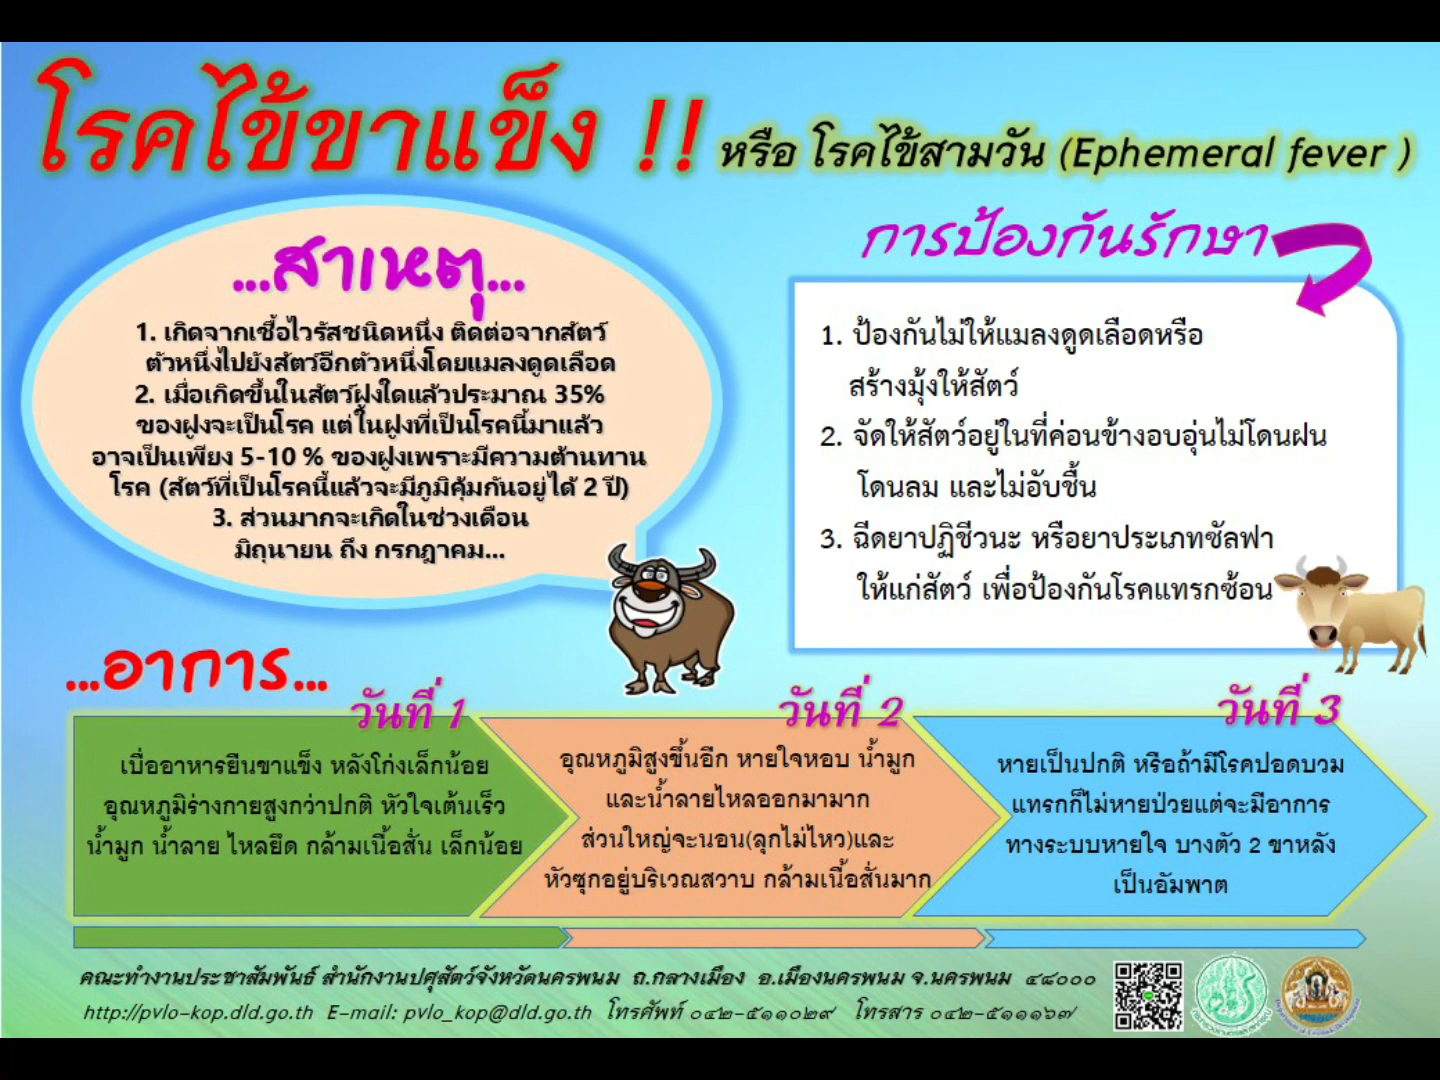 โรคไข้ขาแข็ง !! หรือ โรคไข้สามวัน (Ephemeral fever )
...สาเหตุ...
1. เกิดจากเชื้อไวรัสชนิดหนึ่ง ติดต่อจากสัตว์
ตัวหนึ่งไปยังสัตว์อีกตัวหนึ่งโดยแมลงดูดเลือด
2. เมื่อเกิดขึ้นในสัตว์ฝูงใดแล้วประมาณ 35%
ของฝูงจะเป็นโรค แต่ในฝูงที่เป็นโรคนี้มาแล้ว
อาจเป็นเพียง 5-10 % ของฝูงเพราะมีความต้านทาน
โรค (สัตว์ที่เป็นโรคนี้แล้วจะมีภูมิคุ้มกันอยู่ได้ 2 ปี)
3. ส่วนมากจะเกิดในช่วงเดือน
มิถุนายน ถึง กรกฎาคม...
การป้องกันรักษา
1. ป้องกันไม่ให้แมลงดูดเลือดหรือ
สร้างมุ้งให้สัตว์
2. จัดให้สัตว์อยู่ในที่ค่อนข้างอบอุ่นไม่โดนฝน
โดนลม และไม่อับชื้น
3. ฉีดยาปฏิชีวนะ หรือยาประเภทซัลฟา
ให้แก่สัตว์ เพื่อป้องกันโรคแทรกซ้อน
...อาการ...
วันที่ 1
เบื่ออาหารยืนขาแข็ง หลังโก่งเล็กน้อย
อุณหภูมิร่างกายสูงกว่าปกติ หัวใจเต้นเร็ว
น้ำมูก น้ำลาย ไหลยืด กล้ามเนื้อสั่น เล็กน้อย
วันที่ 2
อุณหภูมิสูงขึ้นอีก หายใจหอบ น้ำมูก
และน้ำลายไหลออกมามาก
ส่วนใหญ่จะนอน(ลุกไม่ไหว)และ
หัวซุกอยู่บริเวณสวาบ กล้ามเนื้อสั่นมาก
วันที่ 3
หายเป็นปกติ หรือถ้ามีโรคปอดบวม
แทรกก็ไม่หายป่วยแต่จะมีอาการ
ทางระบบหายใจ บางตัว 2 ขาหลัง
เป็นอัมพาต
คณะทำงานประชาสัมพันธ์ สำนักงานปศุสัตว์จังหวัดนครพนม ถ.กลางเมือง อ.เมืองนครพนม จ.นครพนม ๔๘๐๐๐
http://pvlo-kop.dld.go.th E-mail: pvlo_kop@dld.go.th โทรศัพท์ ๐๔๒-๕๑๑๐๒๙ โทรสาร ๐๔๒-๕๑๑๑๖๗